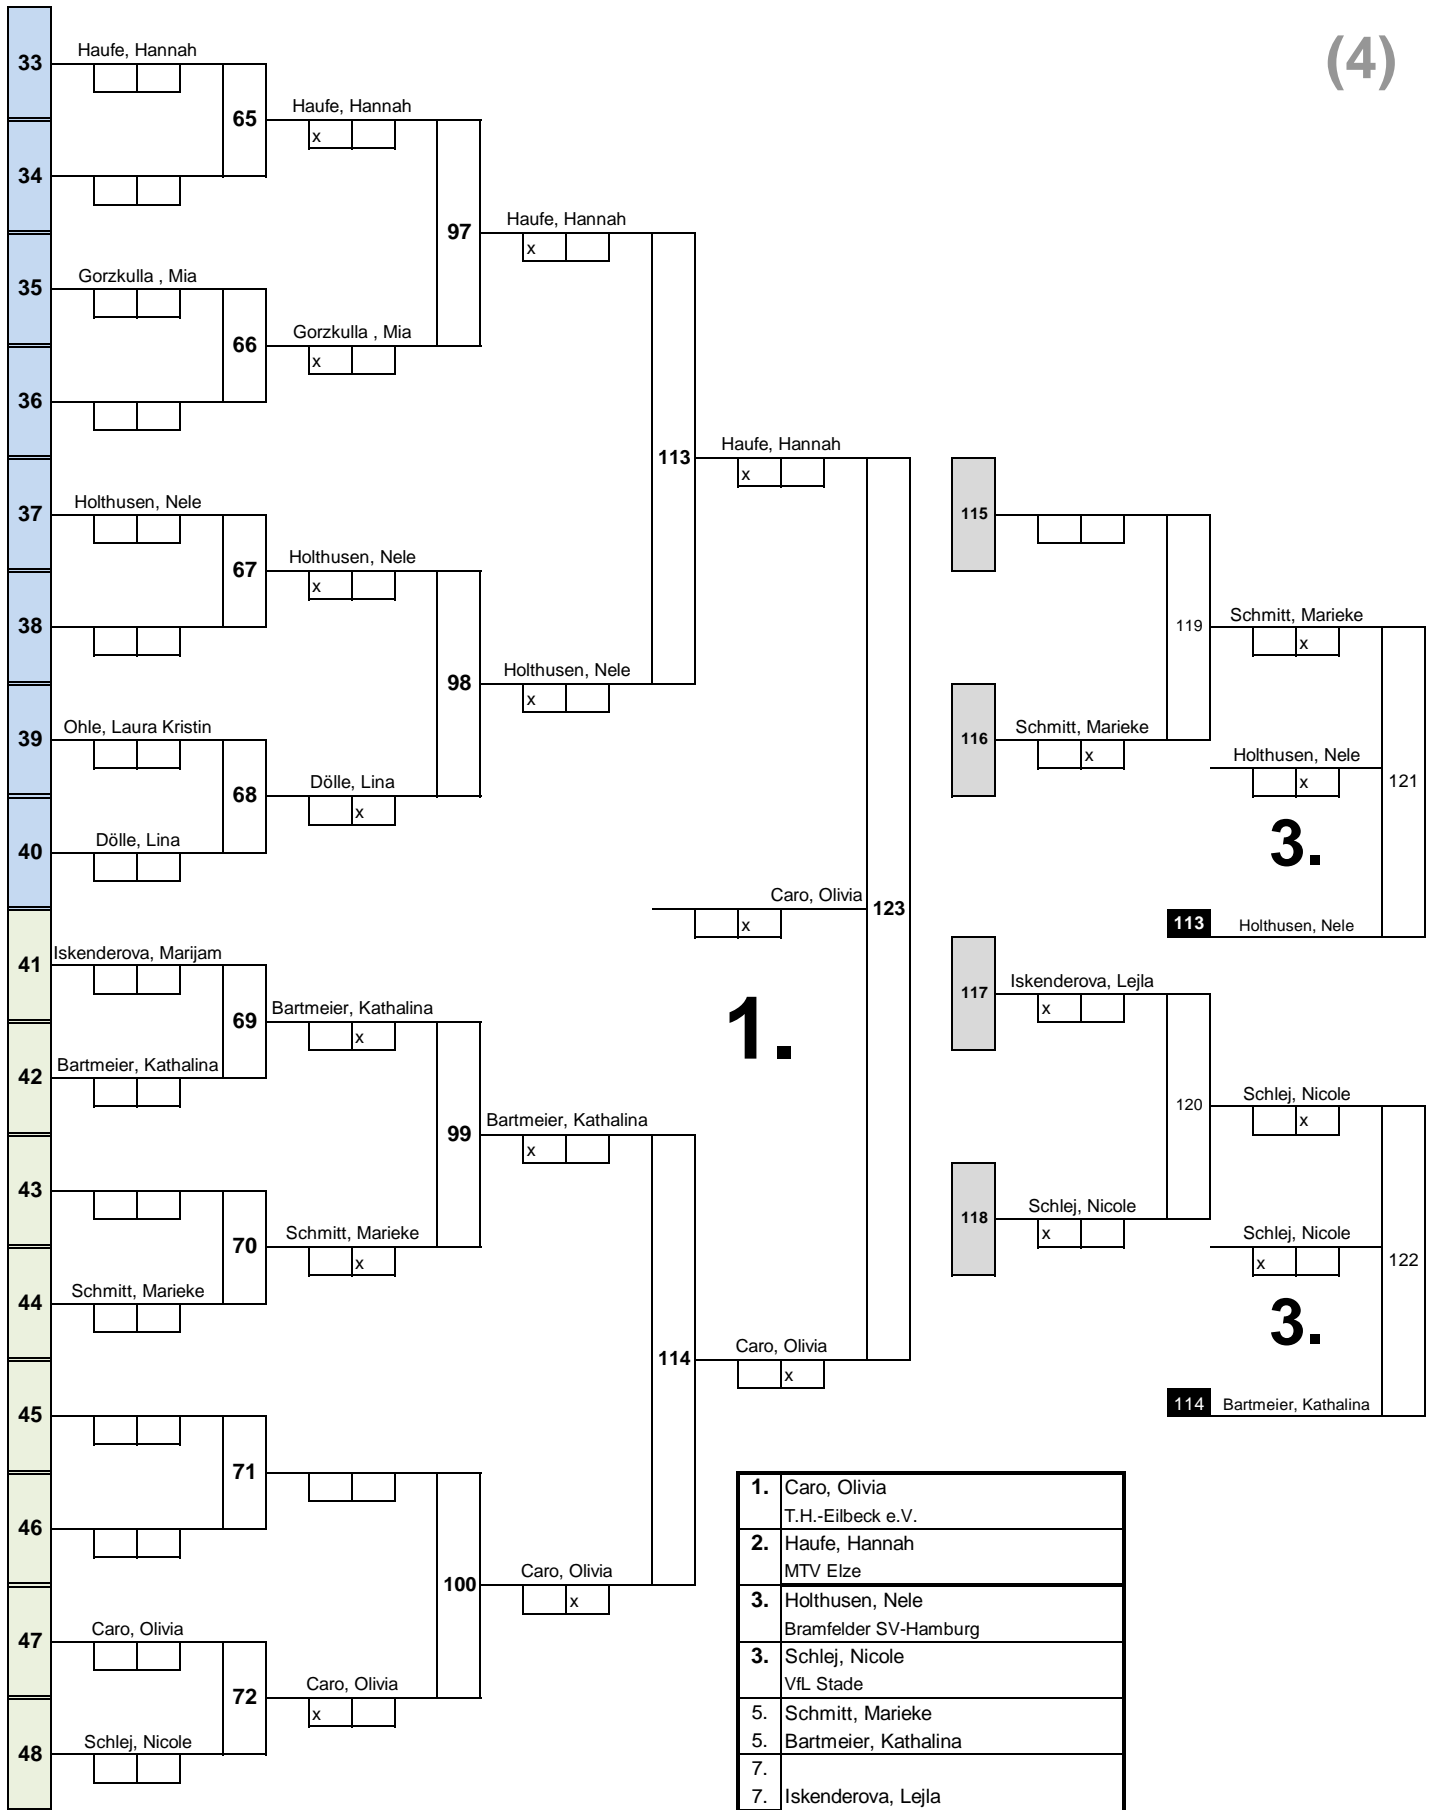 (4)
33
Haufe, Hannah
65
Haufe, Hannah
x
34
97
Haufe, Hannah
x
35
Gorzkulla , Mia
66
Gorzkulla , Mia
x
36
113
Haufe, Hannah
x
37
Holthusen, Nele
67
Holthusen, Nele
x
38
98
Holthusen, Nele
x
39
Ohle, Laura Kristin
68
Dölle, Lina
x
40
Dölle, Lina
123
Caro, Olivia
x
1.
41
Iskenderova, Marijam
69
Bartmeier, Kathalina
x
42
Bartmeier, Kathalina
99
Bartmeier, Kathalina
x
43
70
Schmitt, Marieke
x
44
Schmitt, Marieke
114
Caro, Olivia
x
45
71
46
100
Caro, Olivia
x
47
Caro, Olivia
72
Caro, Olivia
x
48
Schlej, Nicole
115
119
Schmitt, Marieke
x
116
Schmitt, Marieke
x
Holthusen, Nele
x
121
3.
113 Holthusen, Nele
117
Iskenderova, Lejla
x
120
Schlej, Nicole
x
118
Schlej, Nicole
x
Schlej, Nicole
x
122
3.
114 Bartmeier, Kathalina
1. Caro, Olivia
T.H.-Eilbeck e.V.
2. Haufe, Hannah
MTV Elze
3. Holthusen, Nele
Bramfelder SV-Hamburg
3. Schlej, Nicole
VfL Stade
5. Schmitt, Marieke
5. Bartmeier, Kathalina
7.
7. Iskenderova, Lejla